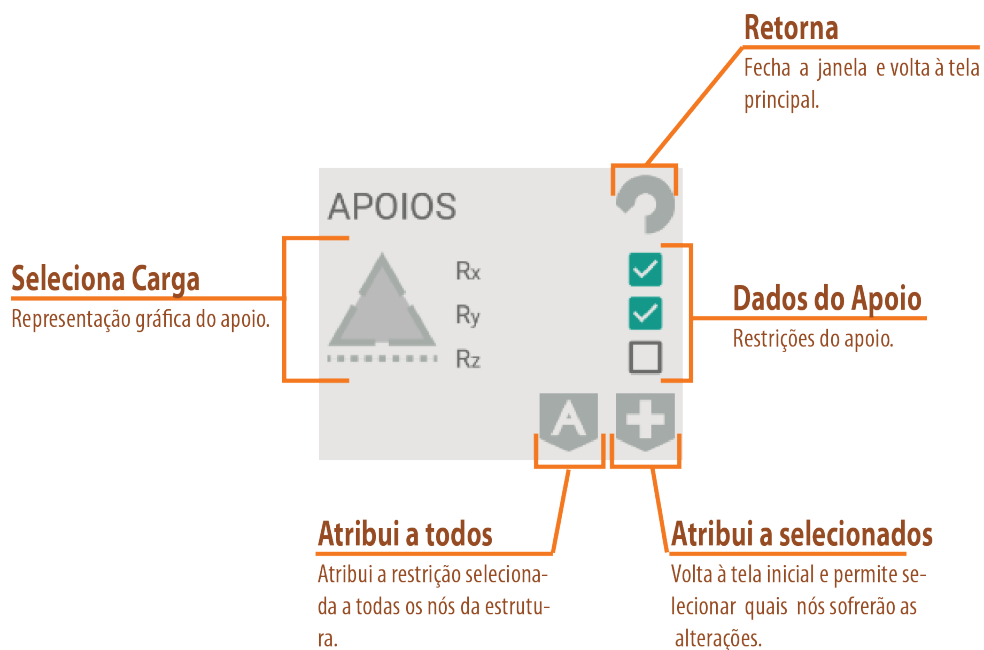 Retorna
Fecha a janela e volta à tela
principal.
APOIOS
Seleciona Carga
Representação gráfica do apoio.
Rx
Ry
Rz
Dados do Apoio
Restrições do apoio.
A
Atribui a todos
Atribui a restrição seleciona-
da a todas os nós da estrutu-
ra.
Atribui a selecionados
Volta à tela inicial e permite se-
lecionar quais nós sofrerão as
alterações.